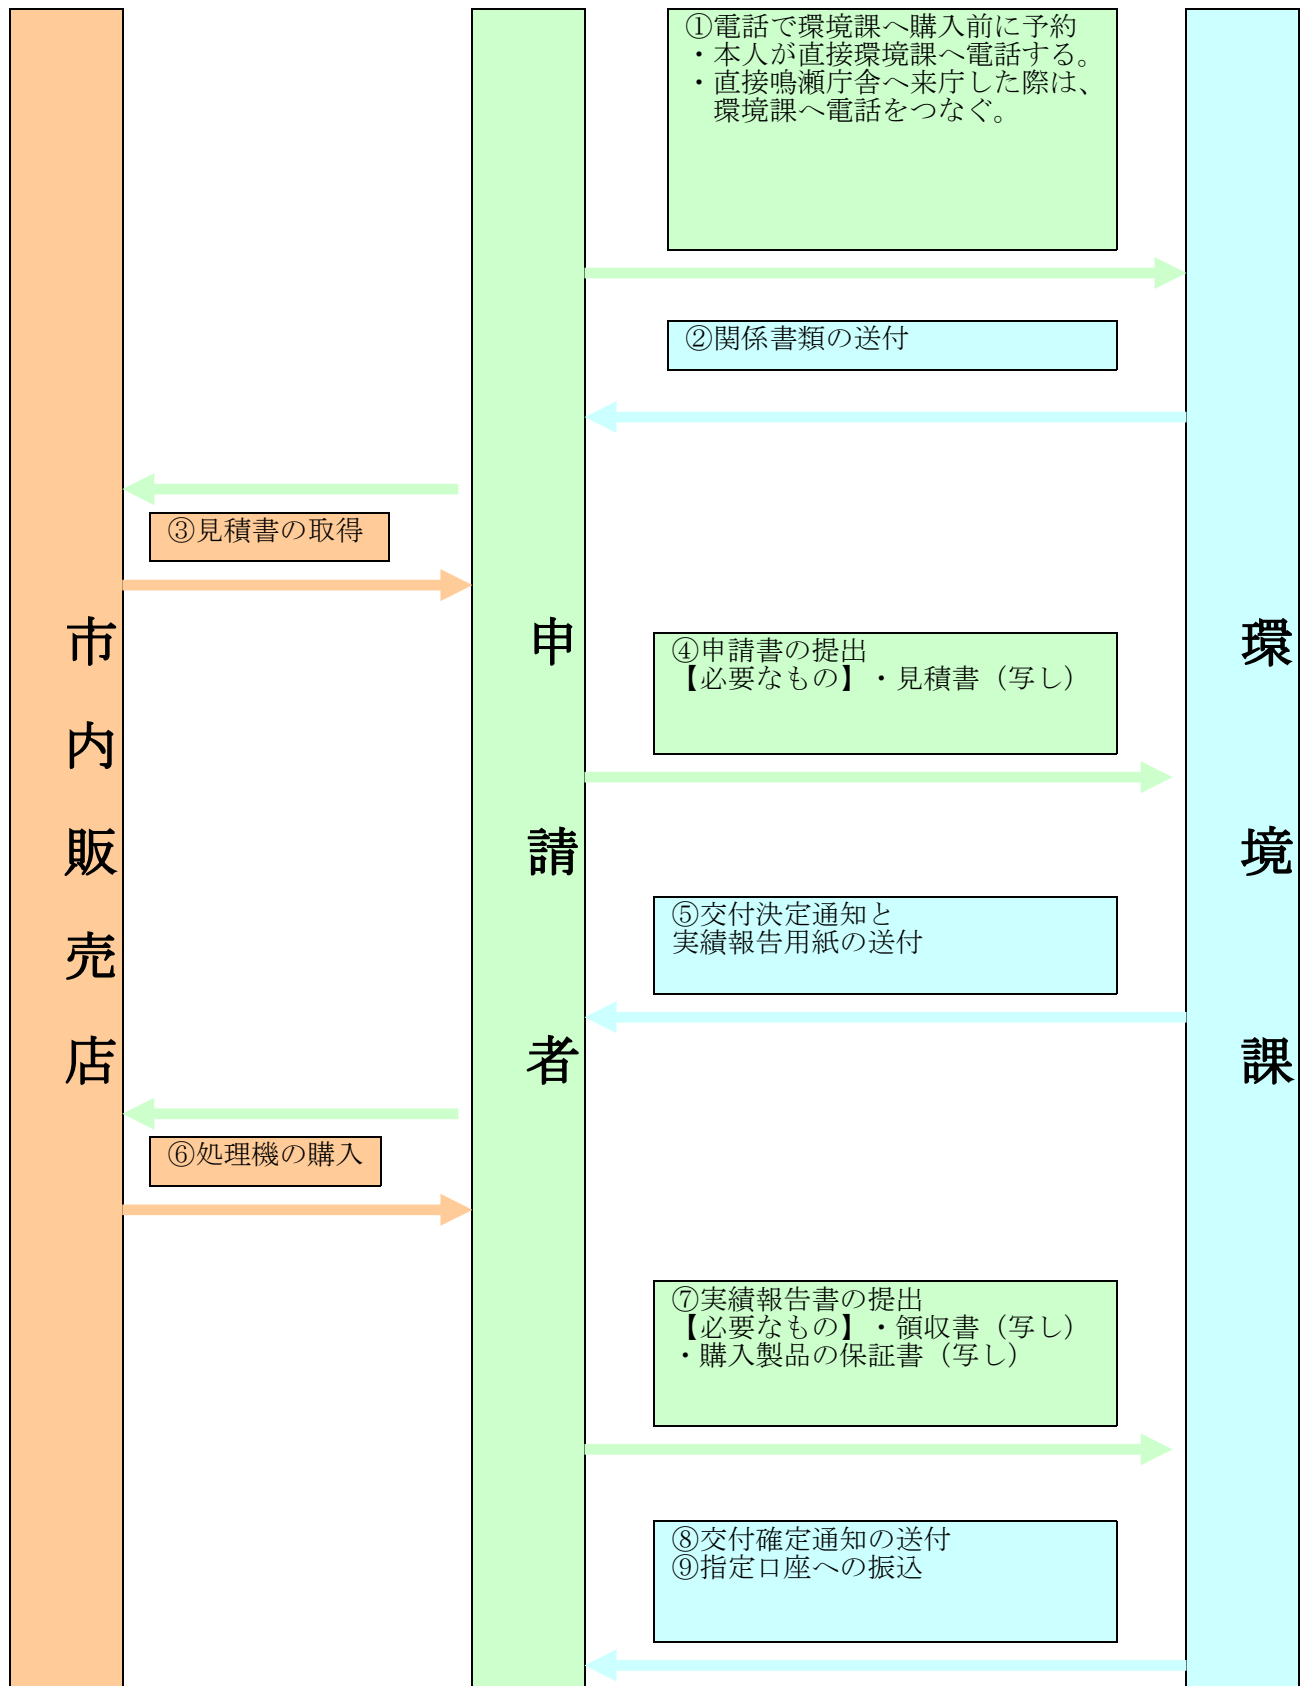 ①電話で環境課へ購入前に予約
・本人が直接環境課へ電話する。
・直接鳴瀬庁舎へ来庁した際は、
環境課へ電話をつなぐ。
②関係書類の送付
③見積書の取得
④申請書の提出
【必要なもの】・見積書（写し）
⑤交付決定通知と
実績報告用紙の送付
⑥処理機の購入
⑦実績報告書の提出
【必要なもの】・領収書（写し）
・購入製品の保証書（写し）
⑧交付確定通知の送付
⑨指定口座への振込
市内販売店
申請者
環境課